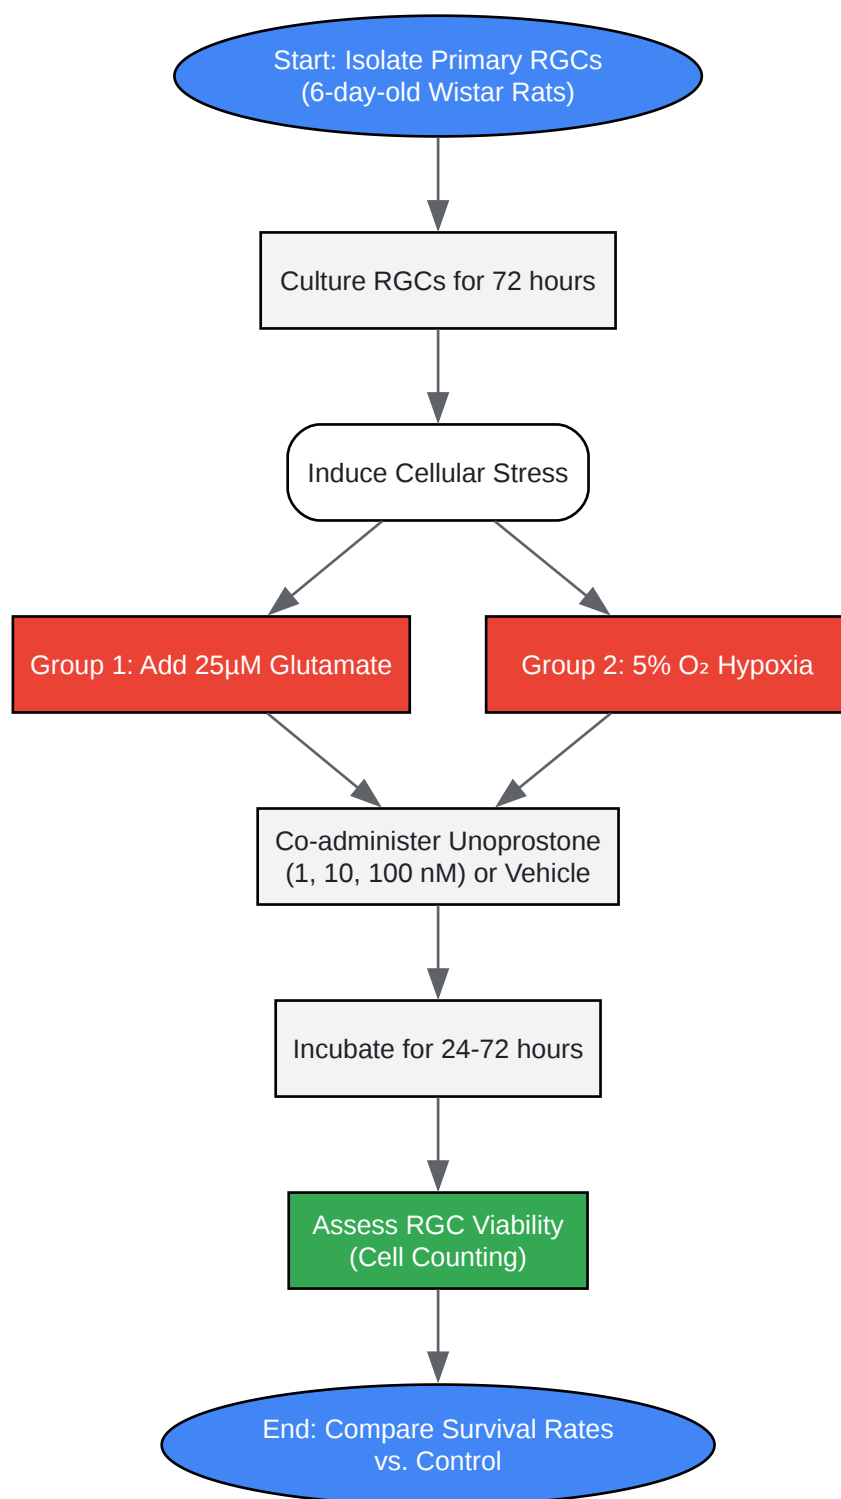 Start: Isolate Primary RGCs
(6-day-old Wistar Rats)
Culture RGCs for 72 hours
Induce Cellular Stress
Group 1: Add 25µM Glutamate
Group 2: 5% O₂ Hypoxia
Co-administer Unoprostone
(1, 10, 100 nM) or Vehicle
Incubate for 24-72 hours
Assess RGC Viability
(Cell Counting)
End: Compare Survival Rates
vs. Control